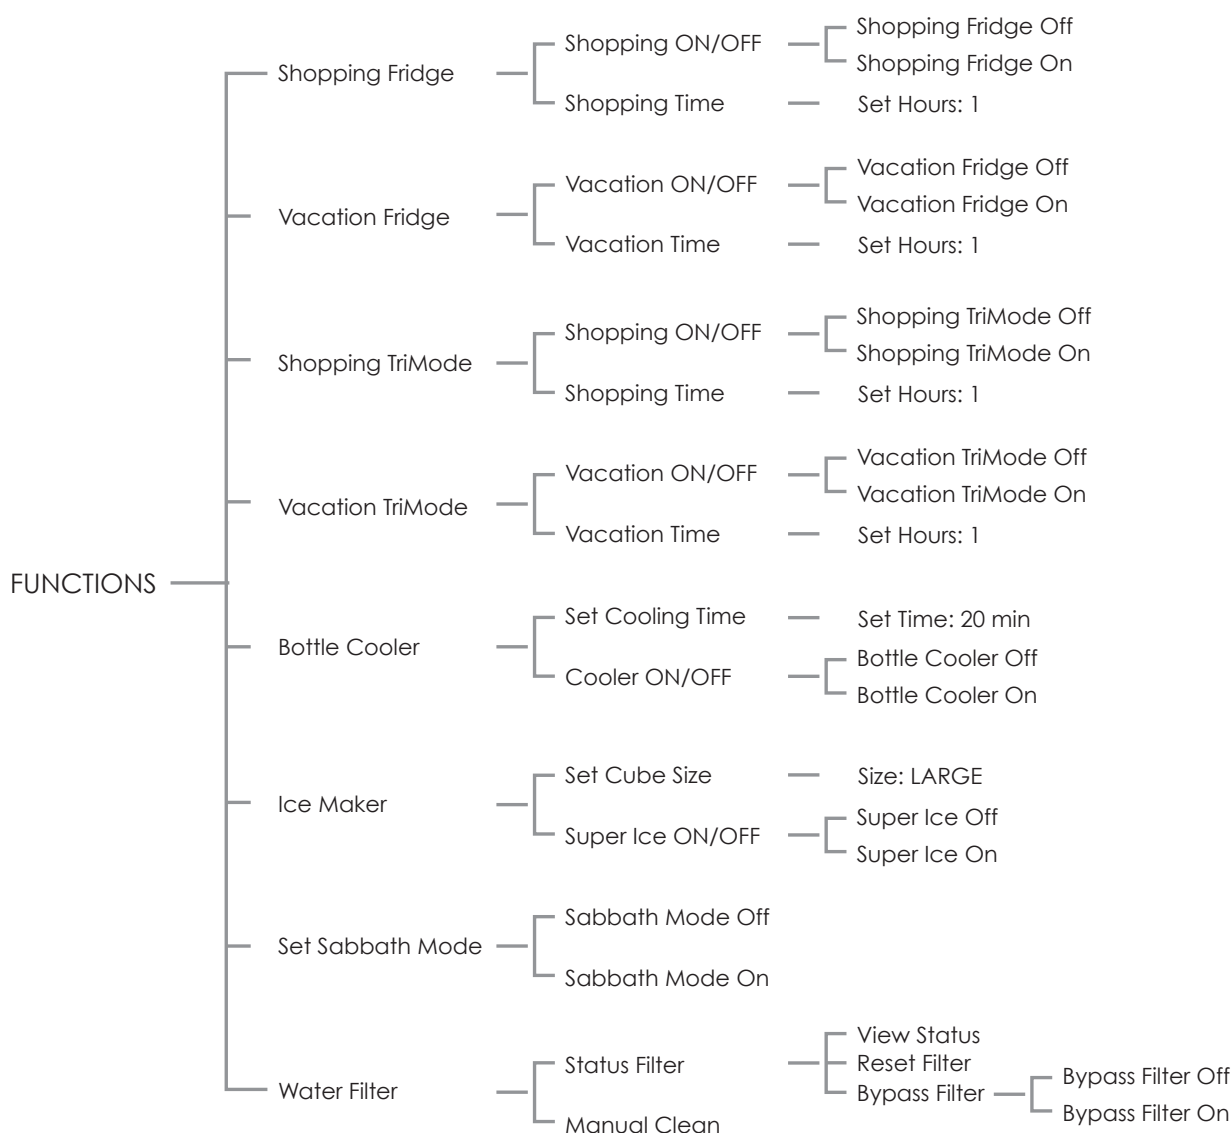 Shopping Fridge
Shopping ON/OFF
Shopping Fridge Off
Shopping Fridge On
Shopping Time
Set Hours: 1
Vacation Fridge
Vacation ON/OFF
Vacation Fridge Off
Vacation Fridge On
Vacation Time
Set Hours: 1
Shopping TriMode
Shopping ON/OFF
Shopping TriMode Off
Shopping TriMode On
Shopping Time
Set Hours: 1
Vacation TriMode
Vacation ON/OFF
Vacation TriMode Off
Vacation TriMode On
Vacation Time
Set Hours: 1
FUNCTIONS
Bottle Cooler
Set Cooling Time
Set Time: 20 min
Cooler ON/OFF
Bottle Cooler Off
Bottle Cooler On
Ice Maker
Set Cube Size
Size: LARGE
Super Ice ON/OFF
Super Ice Off
Super Ice On
Set Sabbath Mode
Sabbath Mode Off
Sabbath Mode On
Water Filter
Status Filter
View Status
Reset Filter
Bypass Filter
Bypass Filter Off
Bypass Filter On
Manual Clean